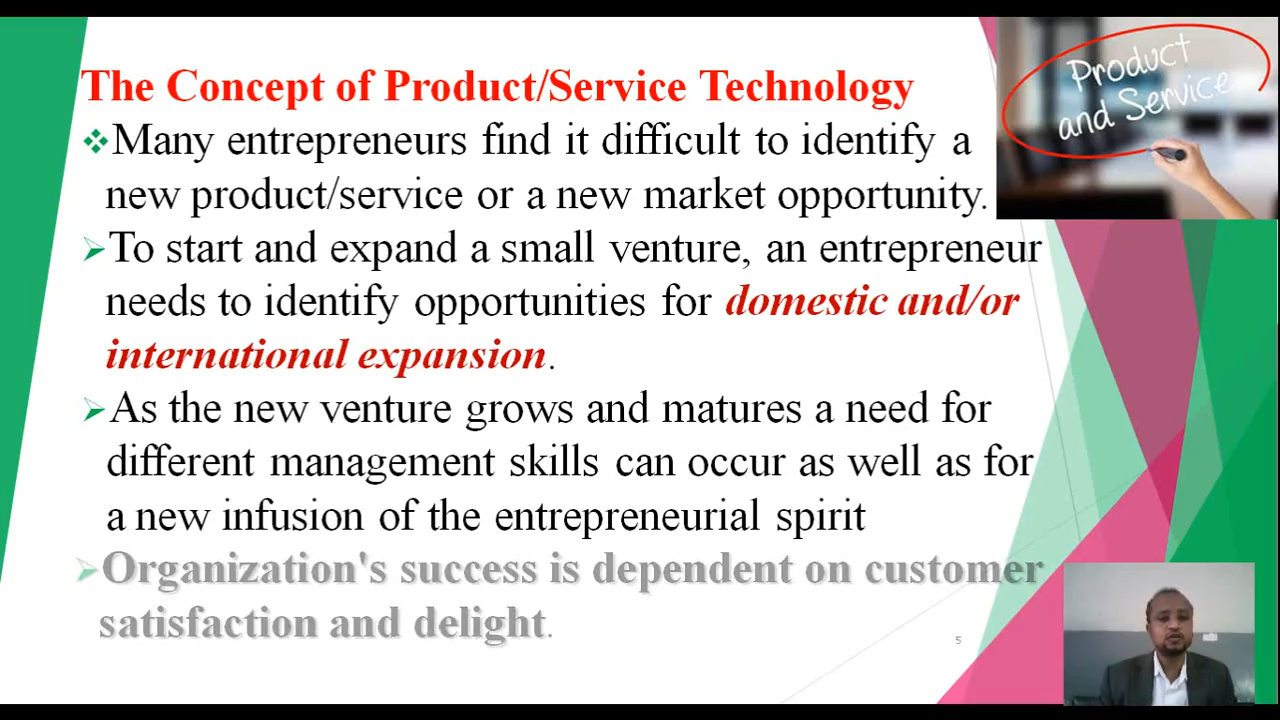 The Concept of Product/Service Technology
Product
and Service
❖Many entrepreneurs find it difficult to identify a
new product/service or a new market opportunity.
➢To start and expand a small venture, an entrepreneur
needs to identify opportunities for domestic and/or
international expansion.
➢As the new venture grows and matures a need for
different management skills can occur as well as for
a new infusion of the entrepreneurial spirit
➢Organization's success is dependent on customer
satisfaction and delight.
5